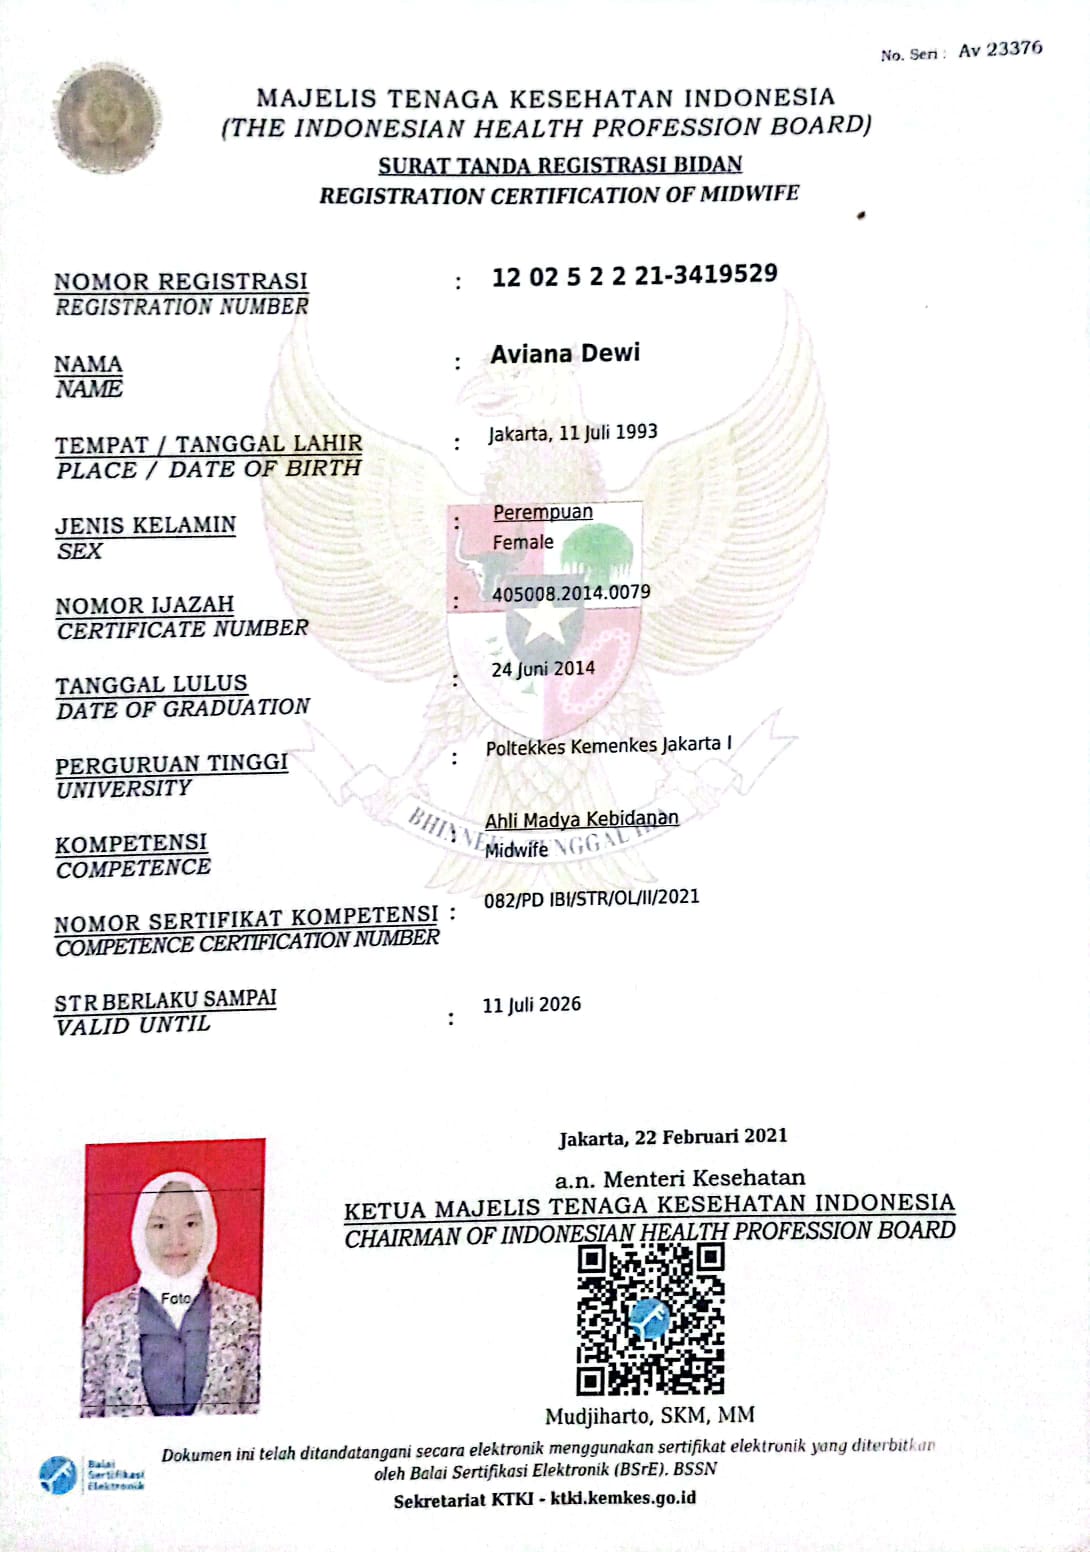 No. Seri : Av 23376
MAJELIS TENAGA KESEHATAN INDONESIA
(THE INDONESIAN HEALTH PROFESSION BOARD)
SURAT TANDA REGISTRASI BIDAN
REGISTRATION CERTIFICATION OF MIDWIFE
NOMOR REGISTRASI : 12 02 5 2 2 21-3419529
REGISTRATION NUMBER
NAMA : Aviana Dewi
NAME
TEMPAT / TANGGAL LAHIR : Jakarta, 11 Juli 1993
PLACE / DATE OF BIRTH
JENIS KELAMIN : Perempuan
SEX Female
NOMOR IJAZAH : 405008.2014.0079
CERTIFICATE NUMBER
TANGGAL LULUS : 24 Juni 2014
DATE OF GRADUATION
PERGURUAN TINGGI : Poltekkes Kemenkes Jakarta I
UNIVERSITY
KOMPETENSI : Ahli Madya Kebidanan
COMPETENCE Midwife
BHINNEKA TUNGGAL IKA
NOMOR SERTIFIKAT KOMPETENSI : 082/PD IBI/STR/OL/II/2021
COMPETENCE CERTIFICATION NUMBER
STR BERLAKU SAMPAI : 11 Juli 2026
VALID UNTIL
Jakarta, 22 Februari 2021
a.n. Menteri Kesehatan
KETUA MAJELIS TENAGA KESEHATAN INDONESIA
CHAIRMAN OF INDONESIAN HEALTH PROFESSION BOARD
Foto
Mudjiharto, SKM, MM
Balai
Sertifikasi
Elektronik
Dokumen ini telah ditandatangani secara elektronik menggunakan sertifikat elektronik yang diterbitkan
oleh Balai Sertifikasi Elektronik (BSrE). BSSN
Sekretariat KTKI - ktki.kemkes.go.id